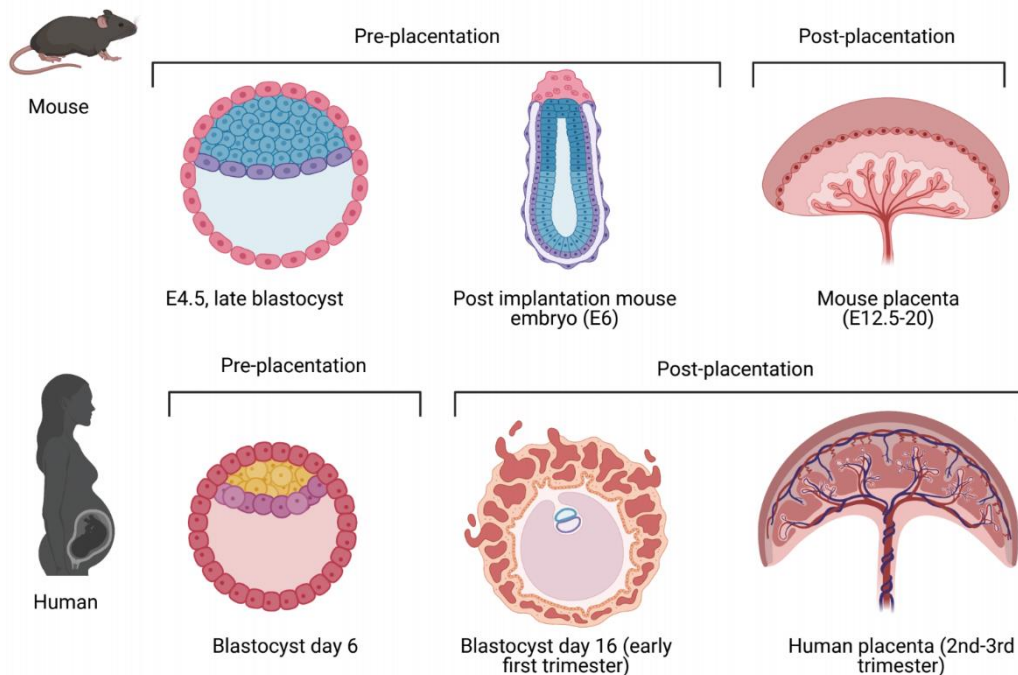 Pre-placentation
Post-placentation
Mouse
E4.5, late blastocyst
Post implantation mouse
embryo (E6)
Mouse placenta
(E12.5-20)
Pre-placentation
Post-placentation
Human
Blastocyst day 6
Blastocyst day 16 (early
first trimester)
Human placenta (2nd-3rd
trimester)